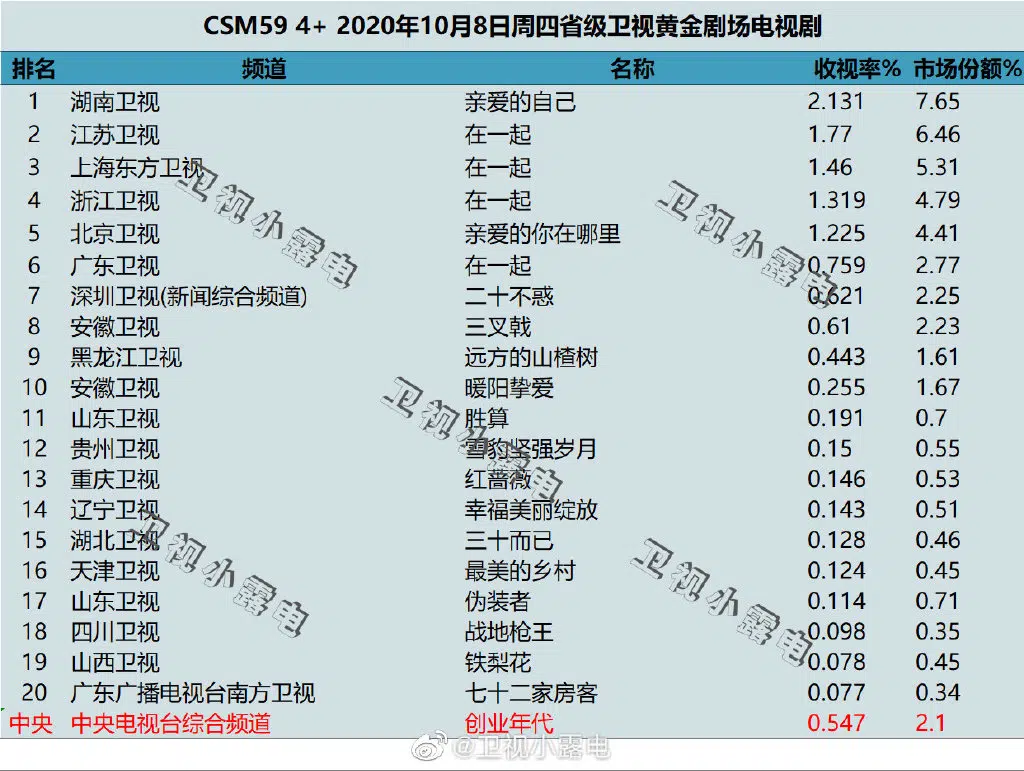 CSM59 4+ 2020年10月8日周四省级卫视黄金剧场电视剧
排名 频道 名称 收视率% 市场份额%
1 湖南卫视 亲爱的自己 2.131 7.65
2 江苏卫视 在一起 1.77 6.46
3 上海东方卫视 在一起 1.46 5.31
4 浙江卫视 在一起 1.319 4.79
5 北京卫视 亲爱的你在哪里 1.225 4.41
6 广东卫视 在一起 0.759 2.77
7 深圳卫视(新闻综合频道) 二十不惑 0.621 2.25
8 安徽卫视 三叉戟 0.61 2.23
9 黑龙江卫视 远方的山楂树 0.443 1.61
10 安徽卫视 暖阳挚爱 0.255 1.67
11 山东卫视 胜算 0.191 0.7
12 贵州卫视 雪豹坚强岁月 0.15 0.55
13 重庆卫视 红蔷薇 0.146 0.53
14 辽宁卫视 幸福美丽绽放 0.143 0.51
15 湖北卫视 三十而已 0.128 0.46
16 天津卫视 最美的乡村 0.124 0.45
17 山东卫视 伪装者 0.114 0.71
18 四川卫视 战地枪王 0.098 0.35
19 山西卫视 铁梨花 0.078 0.45
20 广东广播电视台南方卫视 七十二家房客 0.077 0.34
中央 中央电视台综合频道 创业年代 0.547 2.1
卫视小露电
卫视小露电
卫视小露电
卫视小露电
卫视小露电
@卫视小露电